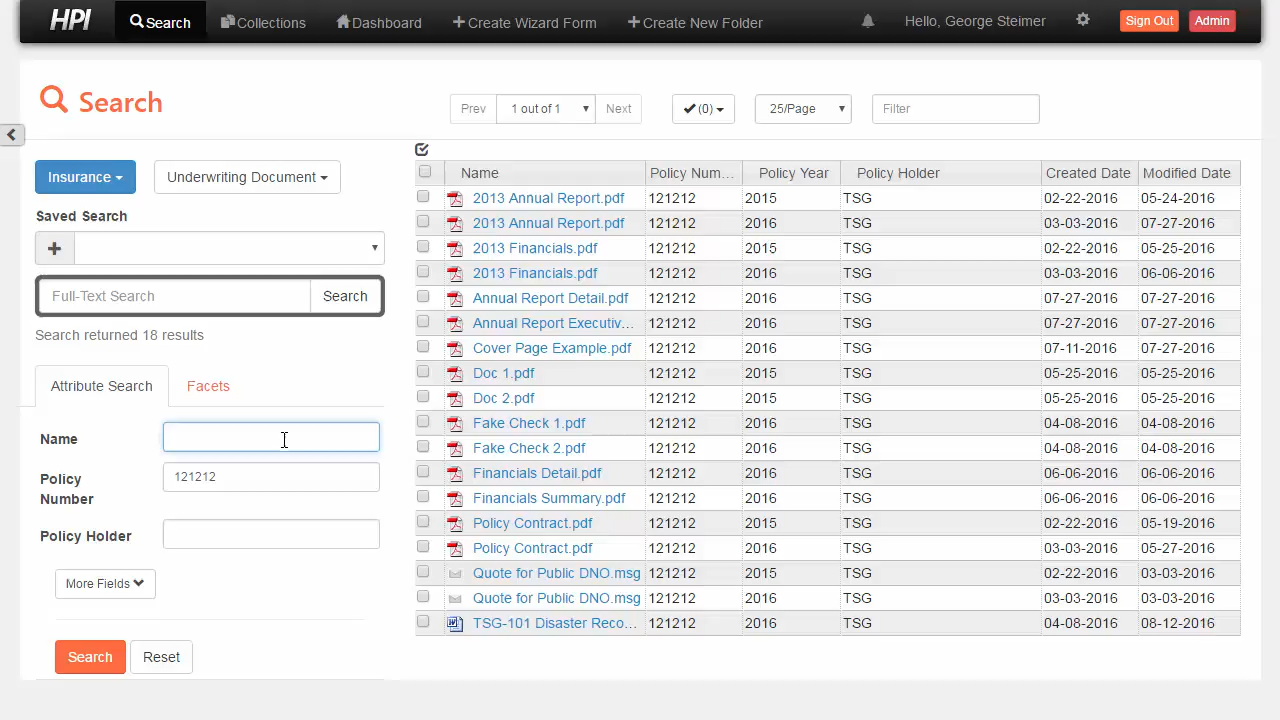 HPI Search Collections Dashboard Create Wizard Form Create New Folder Hello, George Steimer Sign Out Admin
Search
Prev 1 out of 1 Next (0) 25/Page Filter
Insurance Underwriting Document
Saved Search
Full-Text Search Search
Search returned 18 results
Attribute Search Facets
Name
Policy Number 121212
Policy Holder
More Fields
Search Reset
Name Policy Num... Policy Year Policy Holder Created Date Modified Date
2013 Annual Report.pdf 121212 2015 TSG 02-22-2016 05-24-2016
2013 Annual Report.pdf 121212 2016 TSG 03-03-2016 07-27-2016
2013 Financials.pdf 121212 2015 TSG 02-22-2016 05-25-2016
2013 Financials.pdf 121212 2016 TSG 03-03-2016 06-06-2016
Annual Report Detail.pdf 121212 2016 TSG 07-27-2016 07-27-2016
Annual Report Executiv... 121212 2016 TSG 07-27-2016 07-27-2016
Cover Page Example.pdf 121212 2016 TSG 07-11-2016 07-27-2016
Doc 1.pdf 121212 2016 TSG 05-25-2016 05-25-2016
Doc 2.pdf 121212 2016 TSG 05-25-2016 05-25-2016
Fake Check 1.pdf 121212 2016 TSG 04-08-2016 04-08-2016
Fake Check 2.pdf 121212 2016 TSG 04-08-2016 04-08-2016
Financials Detail.pdf 121212 2016 TSG 06-06-2016 06-06-2016
Financials Summary.pdf 121212 2016 TSG 06-06-2016 06-06-2016
Policy Contract.pdf 121212 2015 TSG 02-22-2016 05-19-2016
Policy Contract.pdf 121212 2016 TSG 03-03-2016 05-27-2016
Quote for Public DNO.msg 121212 2015 TSG 02-22-2016 03-03-2016
Quote for Public DNO.msg 121212 2016 TSG 03-03-2016 03-03-2016
TSG-101 Disaster Reco... 121212 2016 TSG 04-08-2016 08-12-2016